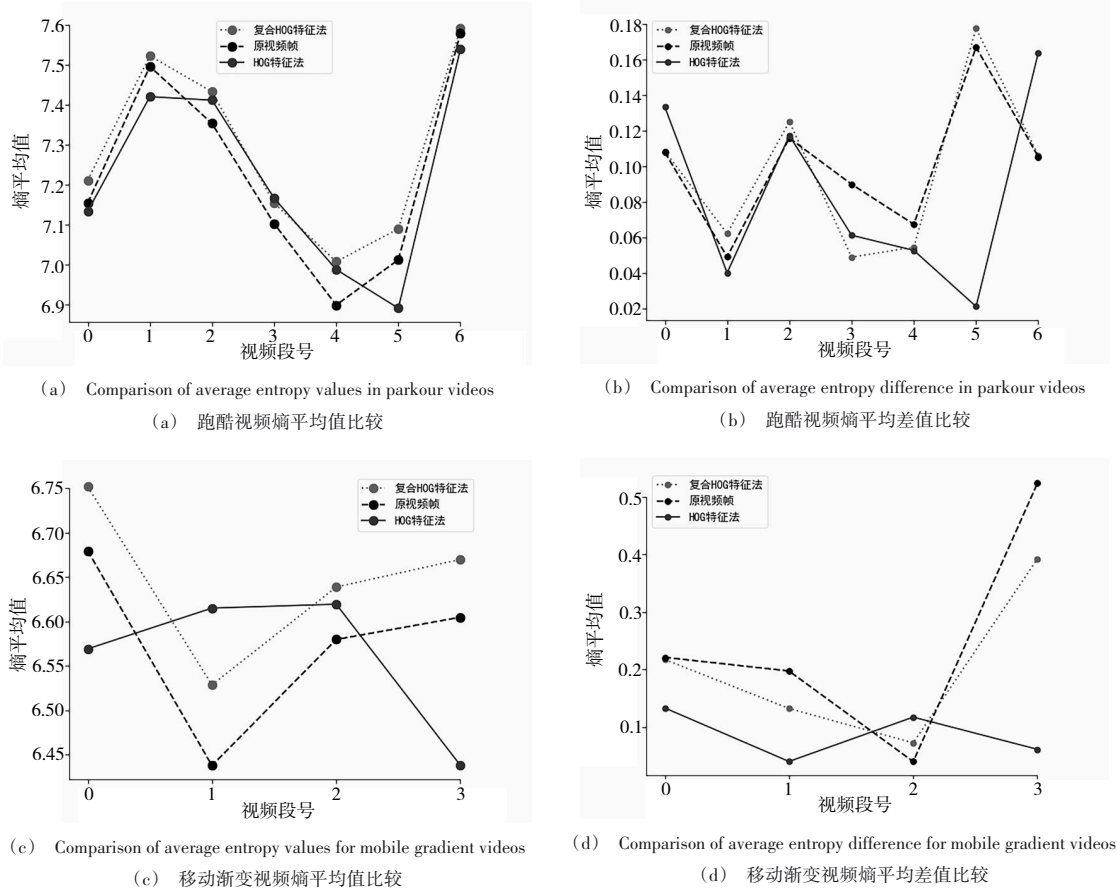 7.6
7.5
7.4
7.3
7.2
7.1
7.0
6.9
熵平均值
复合HOG特征法
原视频帧
HOG特征法
0 1 2 3 4 5 6
视频段号
(a) Comparison of average entropy values in parkour videos
(a) 跑酷视频熵平均值比较
0.18
0.16
0.14
0.12
0.10
0.08
0.06
0.04
0.02
熵平均值
复合HOG特征法
原视频帧
HOG特征法
0 1 2 3 4 5 6
视频段号
(b) Comparison of average entropy difference in parkour videos
(b) 跑酷视频熵平均差值比较
6.75
6.70
6.65
6.60
6.55
6.50
6.45
熵平均值
复合HOG特征法
原视频帧
HOG特征法
0 1 2 3
视频段号
(c) Comparison of average entropy values for mobile gradient videos
(c) 移动渐变视频熵平均值比较
0.5
0.4
0.3
0.2
0.1
熵平均值
复合HOG特征法
原视频帧
HOG特征法
0 1 2 3
视频段号
(d) Comparison of average entropy difference for mobile gradient videos
(d) 移动渐变视频熵平均差值比较